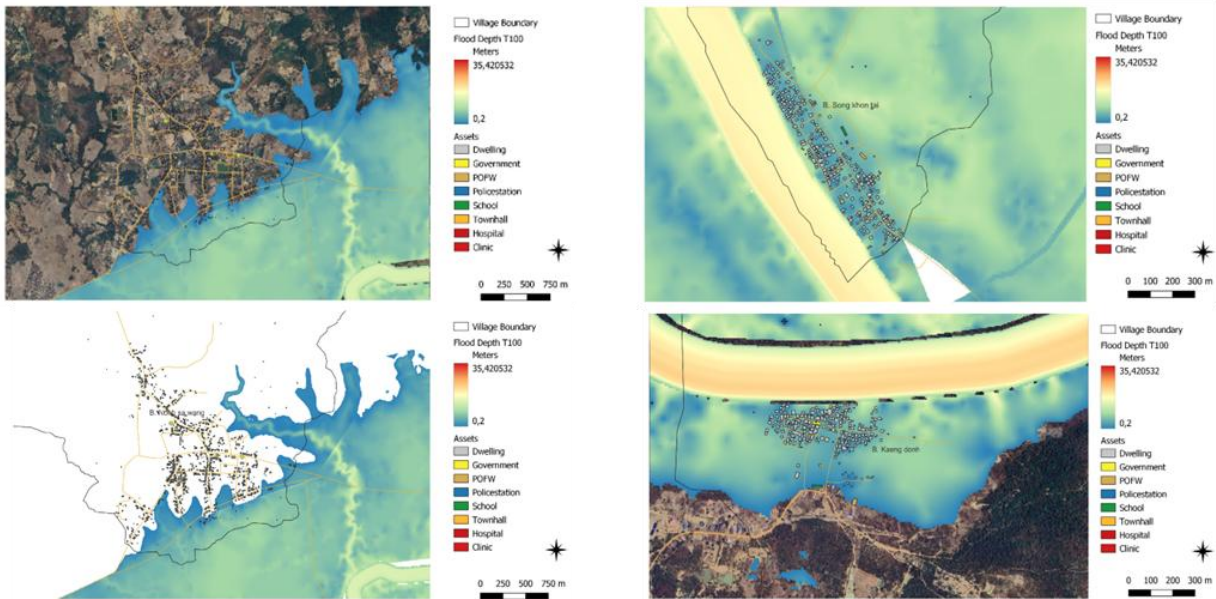 Village Boundary
Flood Depth T100
Meters
35,420532
0,2
Assets
Dwelling
Government
POFW
Policestation
School
Townhall
Hospital
Clinic
0 250 500 750 m
B. Song khon tai
Village Boundary
Flood Depth T100
Meters
35,420532
0,2
Assets
Dwelling
Government
POFW
Policestation
School
Townhall
Hospital
Clinic
0 100 200 300 m
Village Boundary
Flood Depth T100
Meters
35,420532
0,2
Assets
Dwelling
Government
POFW
Policestation
School
Townhall
Hospital
Clinic
0 250 500 750 m
B. Kaeng donh
Village Boundary
Flood Depth T100
Meters
35,420532
0,2
Assets
Dwelling
Government
POFW
Policestation
School
Townhall
Hospital
Clinic
0 100 200 300 m